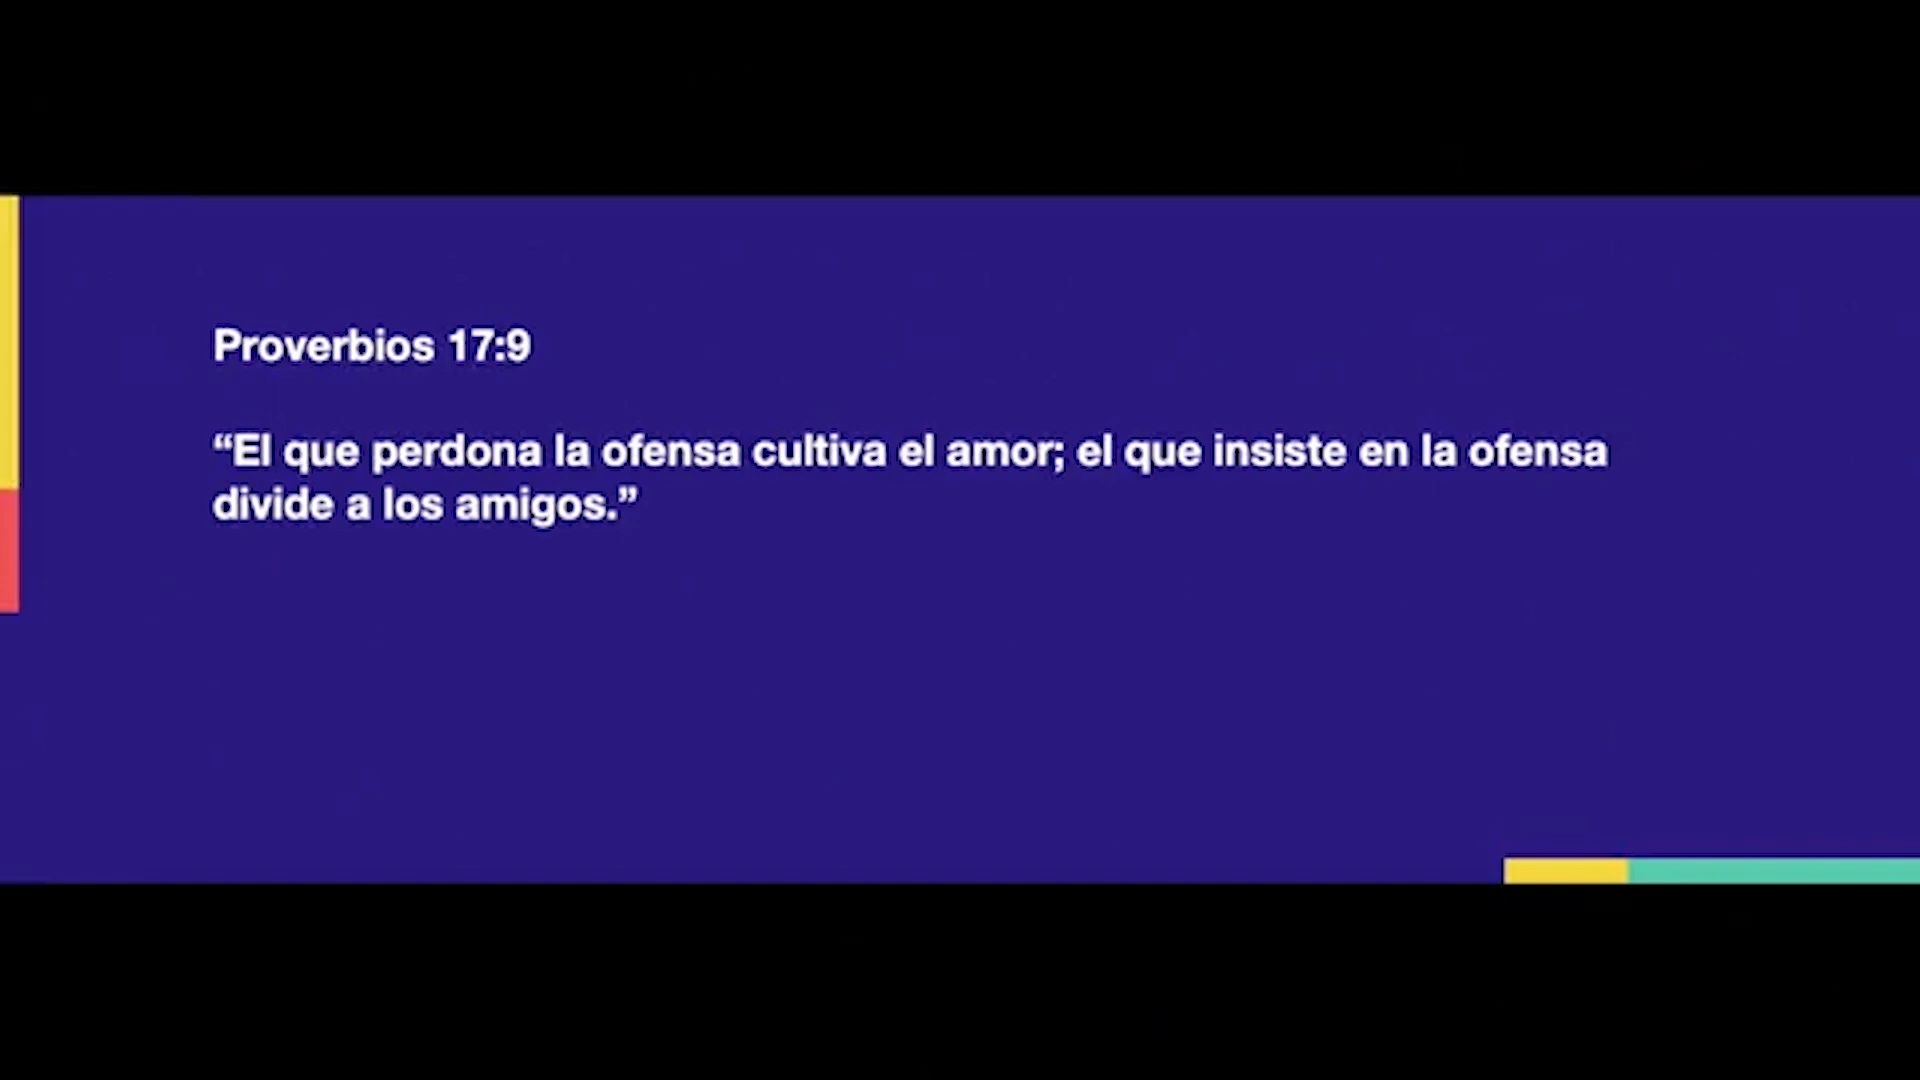 Proverbios 17:9
“El que perdona la ofensa cultiva el amor; el que insiste en la ofensa
divide a los amigos.”